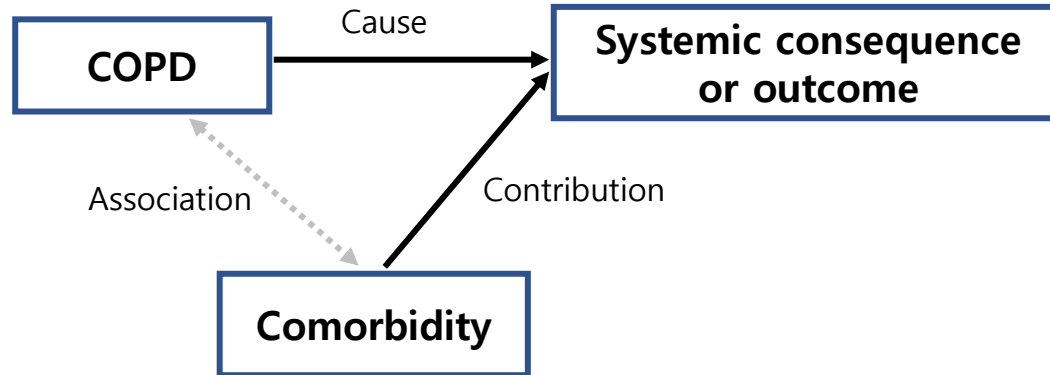 Cause
COPD
Systemic consequence
or outcome
Association
Contribution
Comorbidity